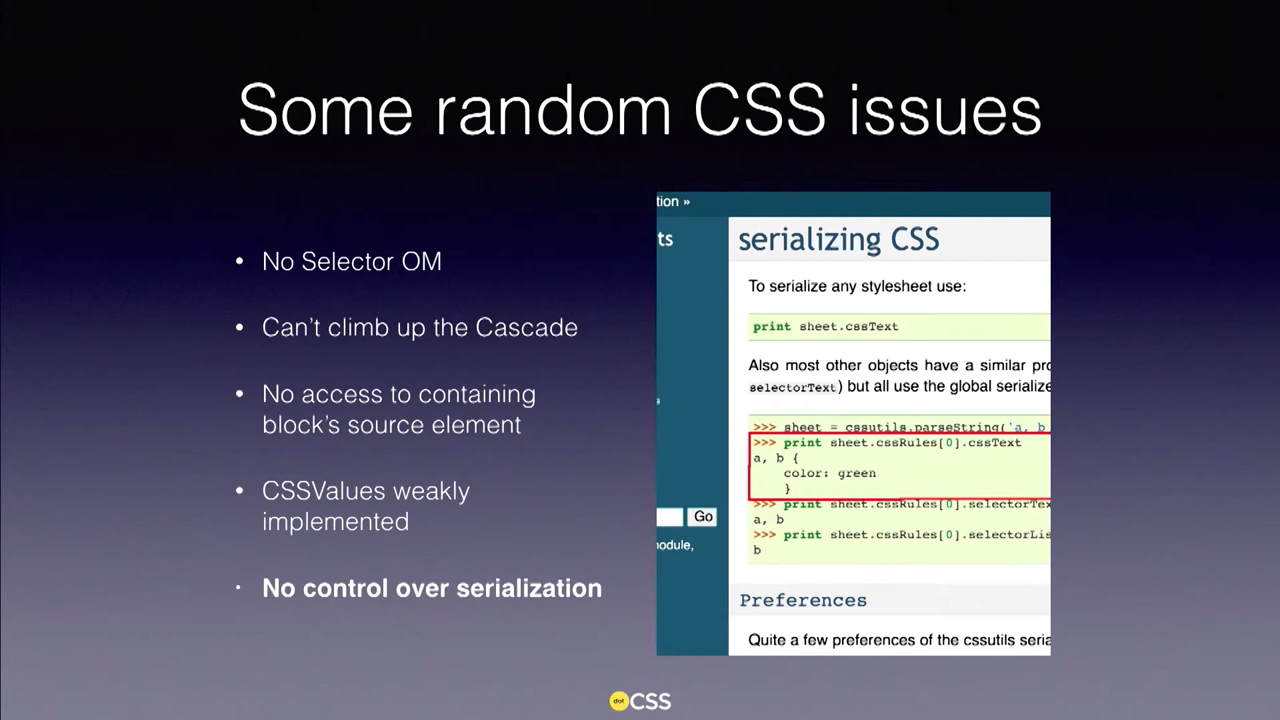 Some random CSS issues
• No Selector OM
• Can't climb up the Cascade
• No access to containing
block's source element
• CSSValues weakly
implemented
• No control over serialization
tion »
ts
serializing CSS
To serialize any stylesheet use:
print sheet.cssText
Also most other objects have a similar pro
selectorText) but all use the global serialize
s
>>> sheet = cssutils.parseString('a, b
>>> print sheet.cssRules[0].cssText
a, b {
color: green
}
>>> print sheet.cssRules[0].selectorTex
a, b
>>> print sheet.cssRules[0].selectorLis
b
Go
nodule,
Preferences
Quite a few preferences of the cssutils seria
dot CSS